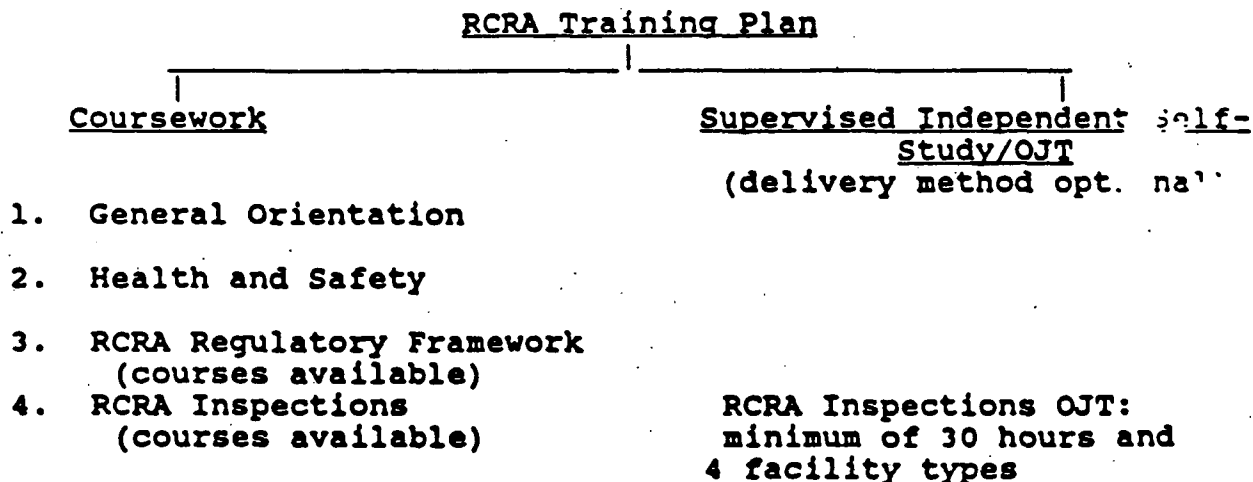 RCRA Training Plan
Coursework
Supervised Independent
Study/OJT
(delivery method opt.
1. General Orientation
2. Health and Safety
3. RCRA Regulatory Framework
(courses available)
4. RCRA Inspections
(courses available)
RCRA Inspections OJT:
minimum of 30 hours and
4 facility types